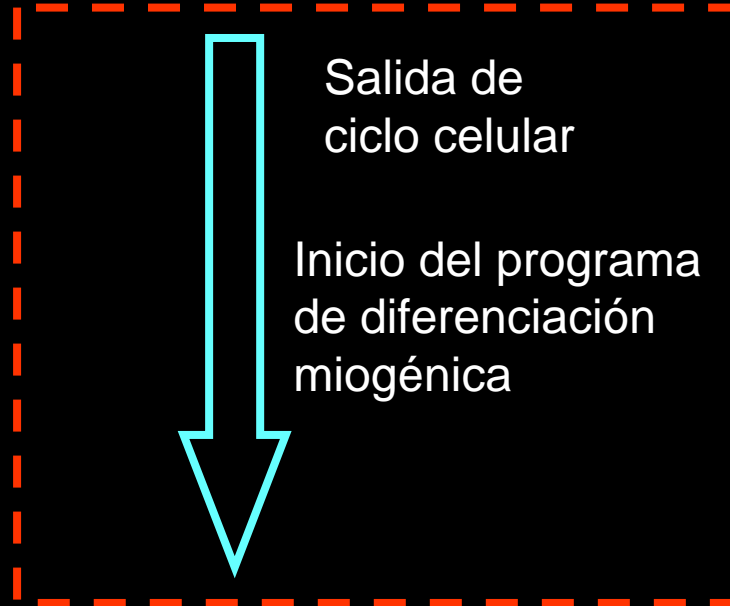 Salida de
ciclo celular
Inicio del programa
de diferenciación
miogénica